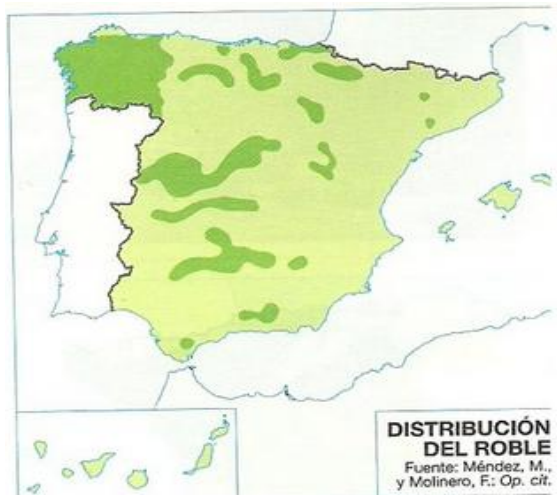 DISTRIBUCIÓN
DEL ROBLE
Fuente: Méndez, M.,
y Molinero, F.: Op. cit.